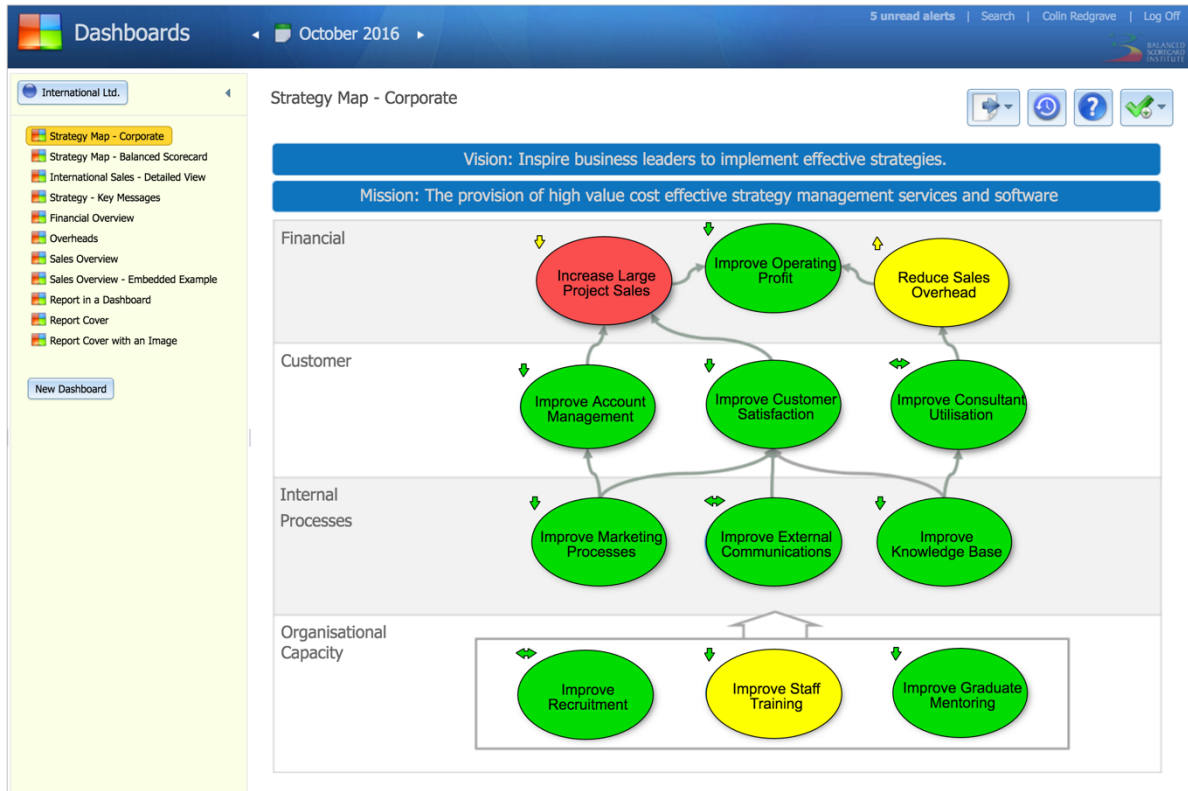 5 unread alerts | Search | Colin Redgrave | Log Off
Dashboards
October 2016
BALANCED
SCORECARD
INSTITUTE
International Ltd.
Strategy Map - Corporate
Strategy Map - Balanced Scorecard
International Sales - Detailed View
Strategy - Key Messages
Financial Overview
Overheads
Sales Overview
Sales Overview - Embedded Example
Report in a Dashboard
Report Cover
Report Cover with an Image
New Dashboard
Strategy Map - Corporate
?
Vision: Inspire business leaders to implement effective strategies.
Mission: The provision of high value cost effective strategy management services and software
Financial
Increase Large
Project Sales
Improve Operating
Profit
Reduce Sales
Overhead
Customer
Improve Account
Management
Improve Customer
Satisfaction
Improve Consultant
Utilisation
Internal
Processes
Improve Marketing
Processes
Improve External
Communications
Improve
Knowledge Base
Organisational
Capacity
Improve
Recruitment
Improve Staff
Training
Improve Graduate
Mentoring